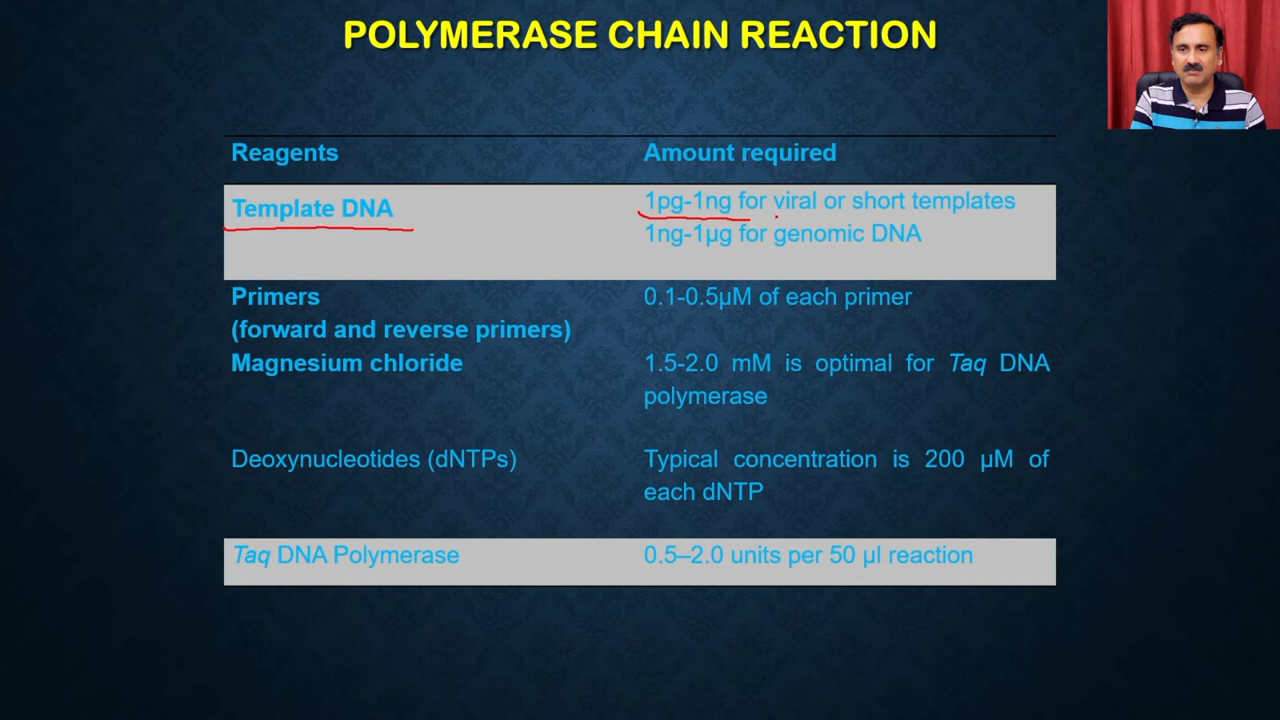 POLYMERASE CHAIN REACTION
Reagents Amount required
Template DNA 1pg-1ng for viral or short templates
1ng-1µg for genomic DNA
Primers 0.1-0.5µM of each primer
(forward and reverse primers)
Magnesium chloride 1.5-2.0 mM is optimal for Taq DNA
polymerase
Deoxynucleotides (dNTPs) Typical concentration is 200 µM of
each dNTP
Taq DNA Polymerase 0.5–2.0 units per 50 µl reaction